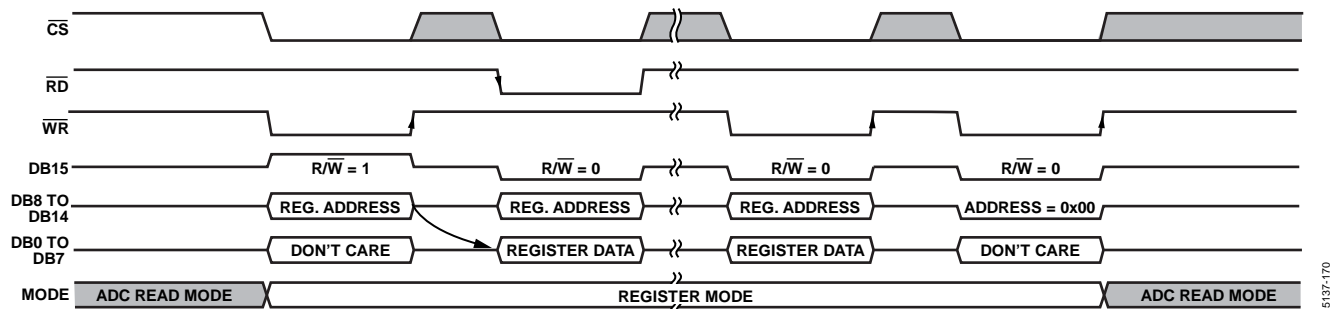 CS
RD
WR
DB15 R/W = 1 R/W = 0 R/W = 0 R/W = 0
DB8 TO
DB14 REG. ADDRESS REG. ADDRESS REG. ADDRESS ADDRESS = 0x00
DB0 TO
DB7 DON'T CARE REGISTER DATA REGISTER DATA DON'T CARE
MODE ADC READ MODE REGISTER MODE ADC READ MODE
5137-170